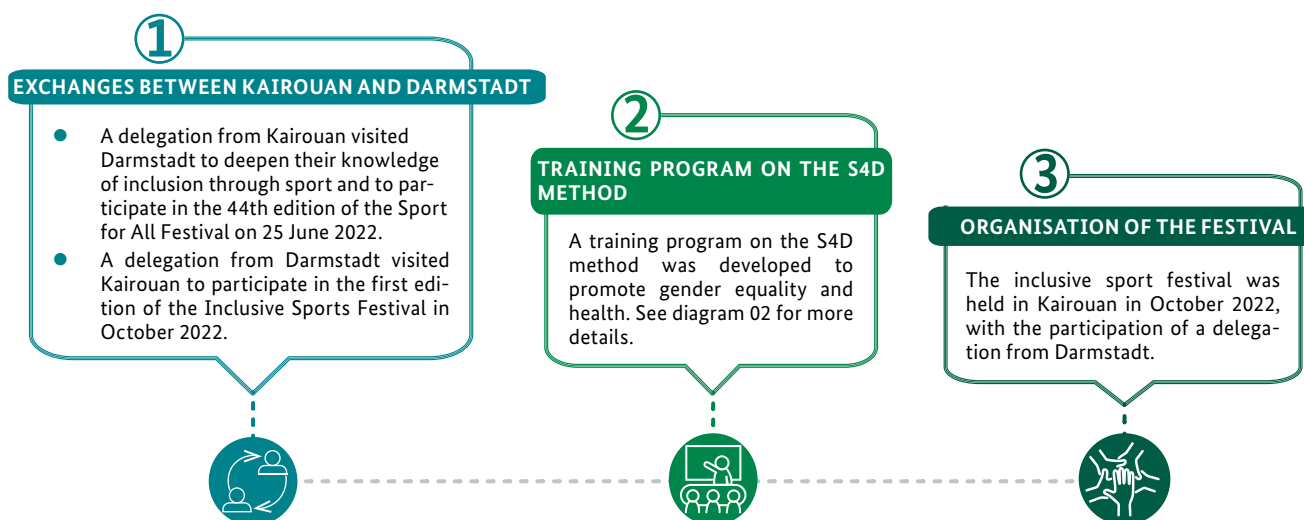 1
EXCHANGES BETWEEN KAIROUAN AND DARMSTADT
● A delegation from Kairouan visited
Darmstadt to deepen their knowledge
of inclusion through sport and to par-
ticipate in the 44th edition of the Sport
for All Festival on 25 June 2022.
● A delegation from Darmstadt visited
Kairouan to participate in the first edi-
tion of the Inclusive Sports Festival in
October 2022.
2
TRAINING PROGRAM ON THE S4D
METHOD
A training program on the S4D
method was developed to
promote gender equality and
health. See diagram 02 for more
details.
3
ORGANISATION OF THE FESTIVAL
The inclusive sport festival was
held in Kairouan in October 2022,
with the participation of a delega-
tion from Darmstadt.